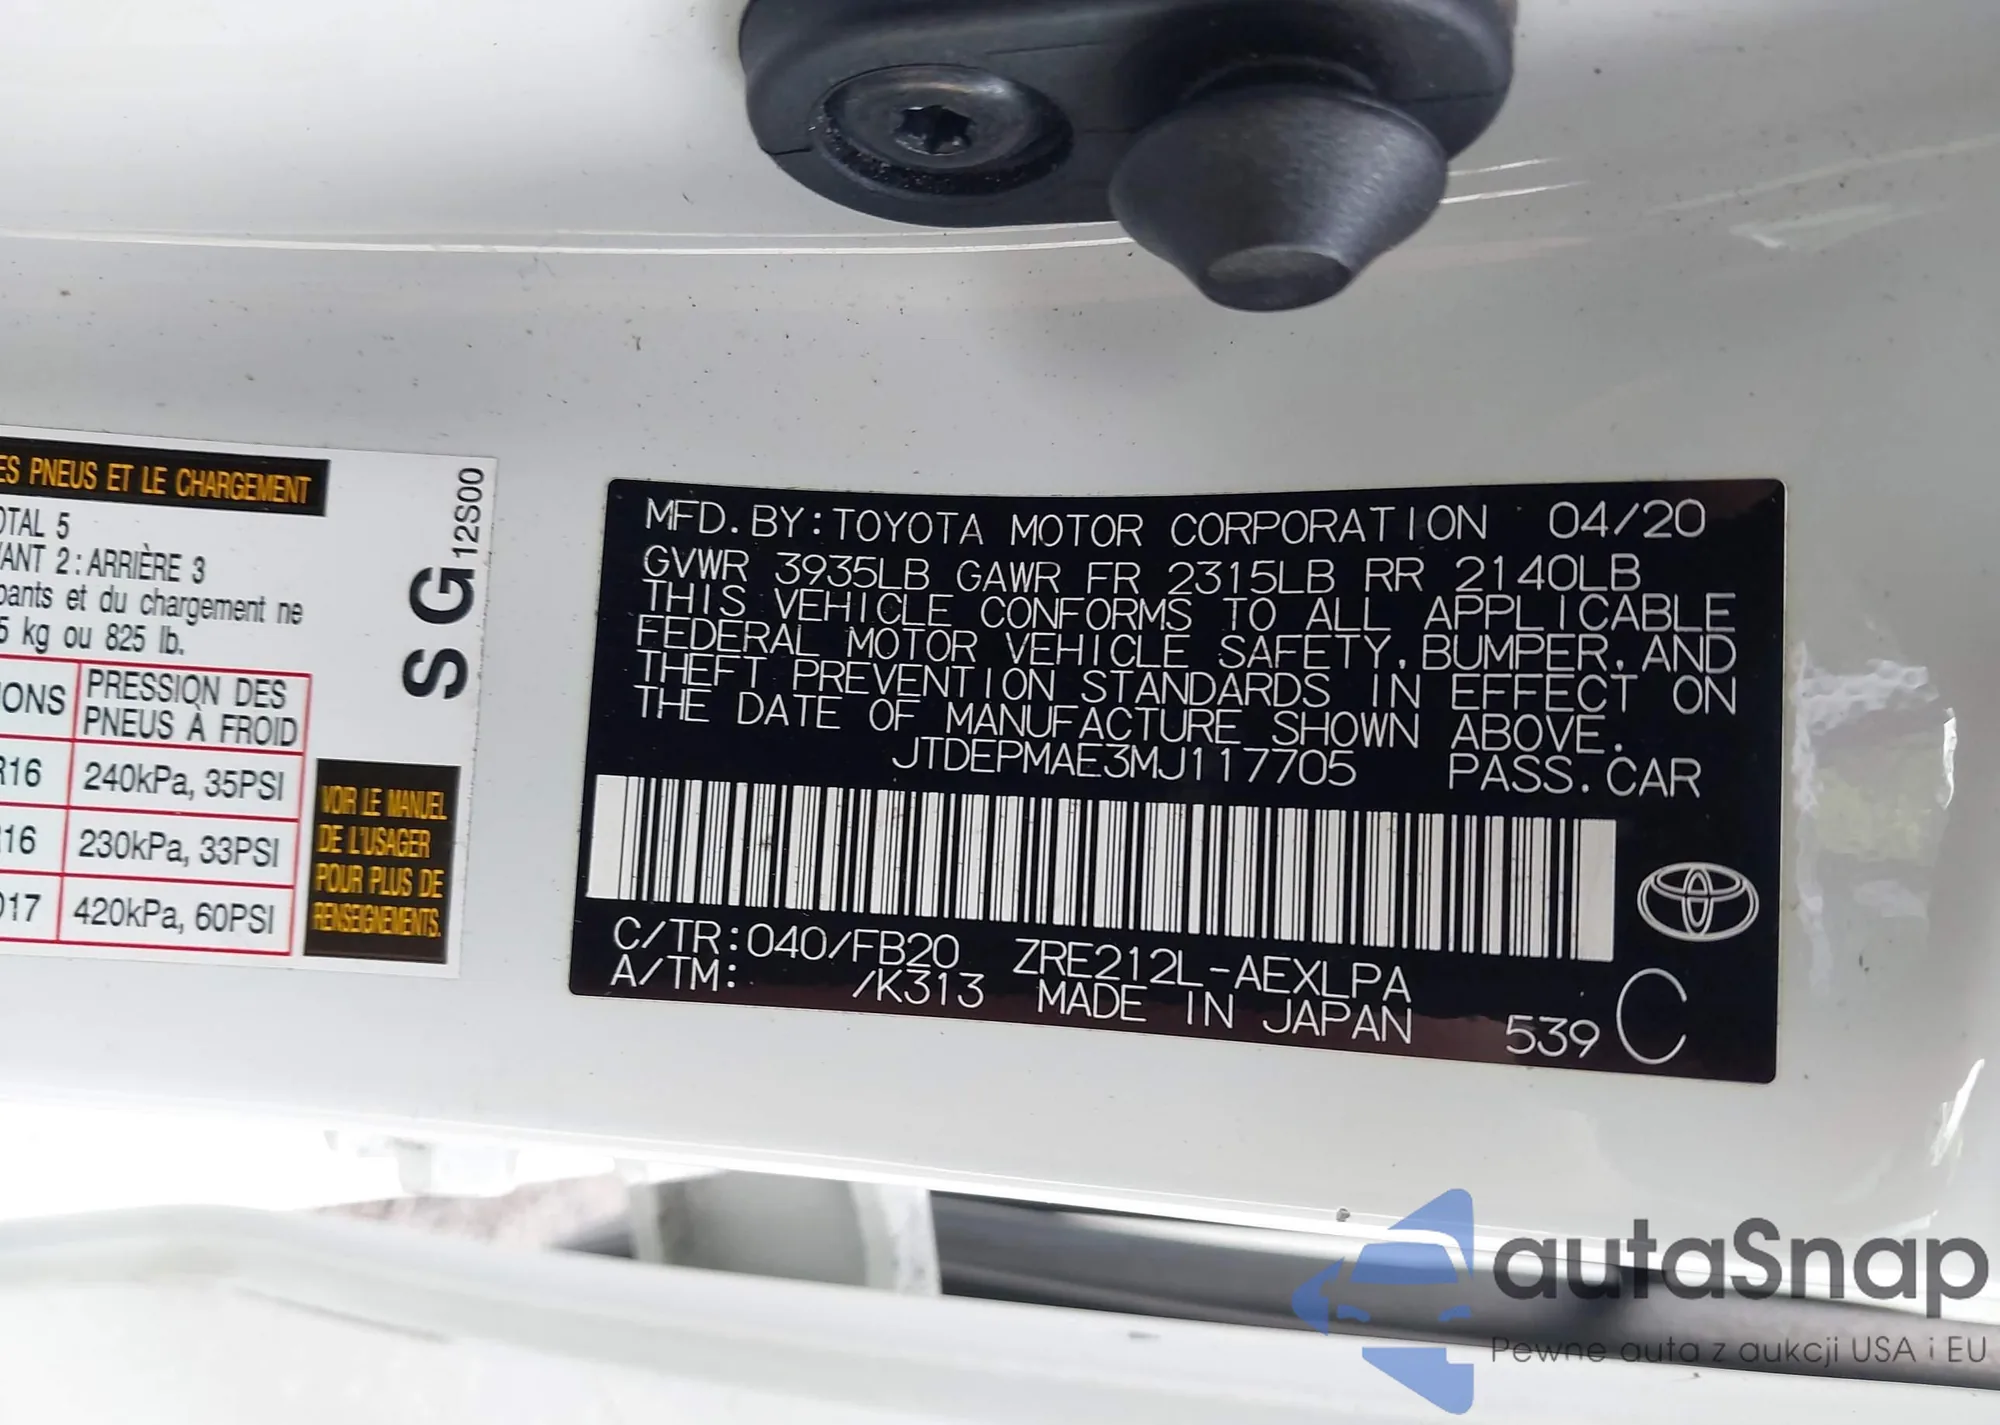 ES PNEUS ET LE CHARGEMENT
OTAL 5
VANT 2 : ARRIÈRE 3
pants et du chargement ne
5 kg ou 825 lb.
IONS PRESSION DES
PNEUS À FROID
R16 240kPa, 35PSI
R16 230kPa, 33PSI
D17 420kPa, 60PSI
S G 12S00
VOIR LE MANUEL
DE L'USAGER
POUR PLUS DE
RENSEIGNEMENTS.
MFD. BY: TOYOTA MOTOR CORPORATION 04/20
GVWR 3935LB GAWR FR 2315LB RR 2140LB
THIS VEHICLE CONFORMS TO ALL APPLICABLE
FEDERAL MOTOR VEHICLE SAFETY, BUMPER, AND
THEFT PREVENTION STANDARDS IN EFFECT ON
THE DATE OF MANUFACTURE SHOWN ABOVE.
JTDEPMAE3MJ117705 PASS. CAR
C/TR: 040/FB20 ZRE212L-AEXLPA
A/TM: /K313 MADE IN JAPAN 539 C
autaSnap
Pewne auta z aukcji USA i EU